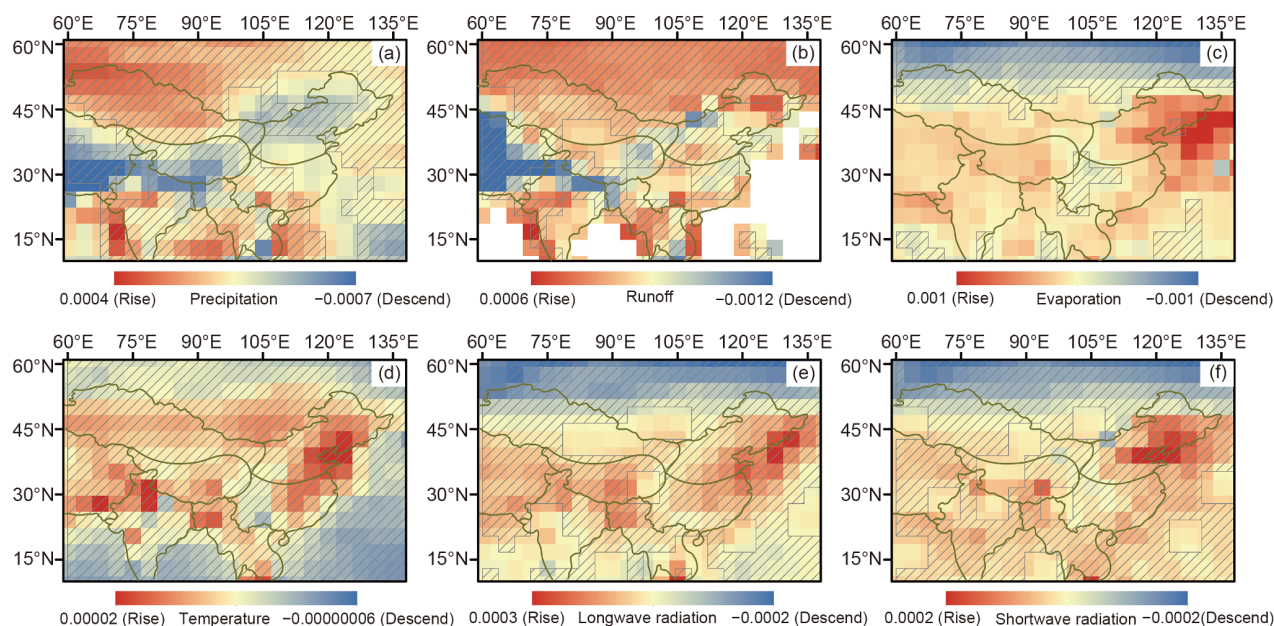 60°E 75°E 90°E 105°E 120°E 135°E
60°E 75°E 90°E 105°E 120°E 135°E
60°E 75°E 90°E 105°E 120°E 135°E
60°N
45°N
30°N
15°N
(a)
60°N
45°N
30°N
15°N
(b)
60°N
45°N
30°N
15°N
(c)
0.0004 (Rise) Precipitation −0.0007 (Descend)
0.0006 (Rise) Runoff −0.00012 (Descend)
0.001 (Rise) Evaporation −0.001 (Descend)
60°E 75°E 90°E 105°E 120°E 135°E
60°E 75°E 90°E 105°E 120°E 135°E
60°E 75°E 90°E 105°E 120°E 135°E
60°N
45°N
30°N
15°N
(d)
60°N
45°N
30°N
15°N
(e)
60°N
45°N
30°N
15°N
(f)
0.00002 (Rise) Temperature −0.00000006 (Descend)
0.0003 (Rise) Longwave radiation −0.0002 (Descend)
0.0002 (Rise) Shortwave radiation −0.0002(Descend)